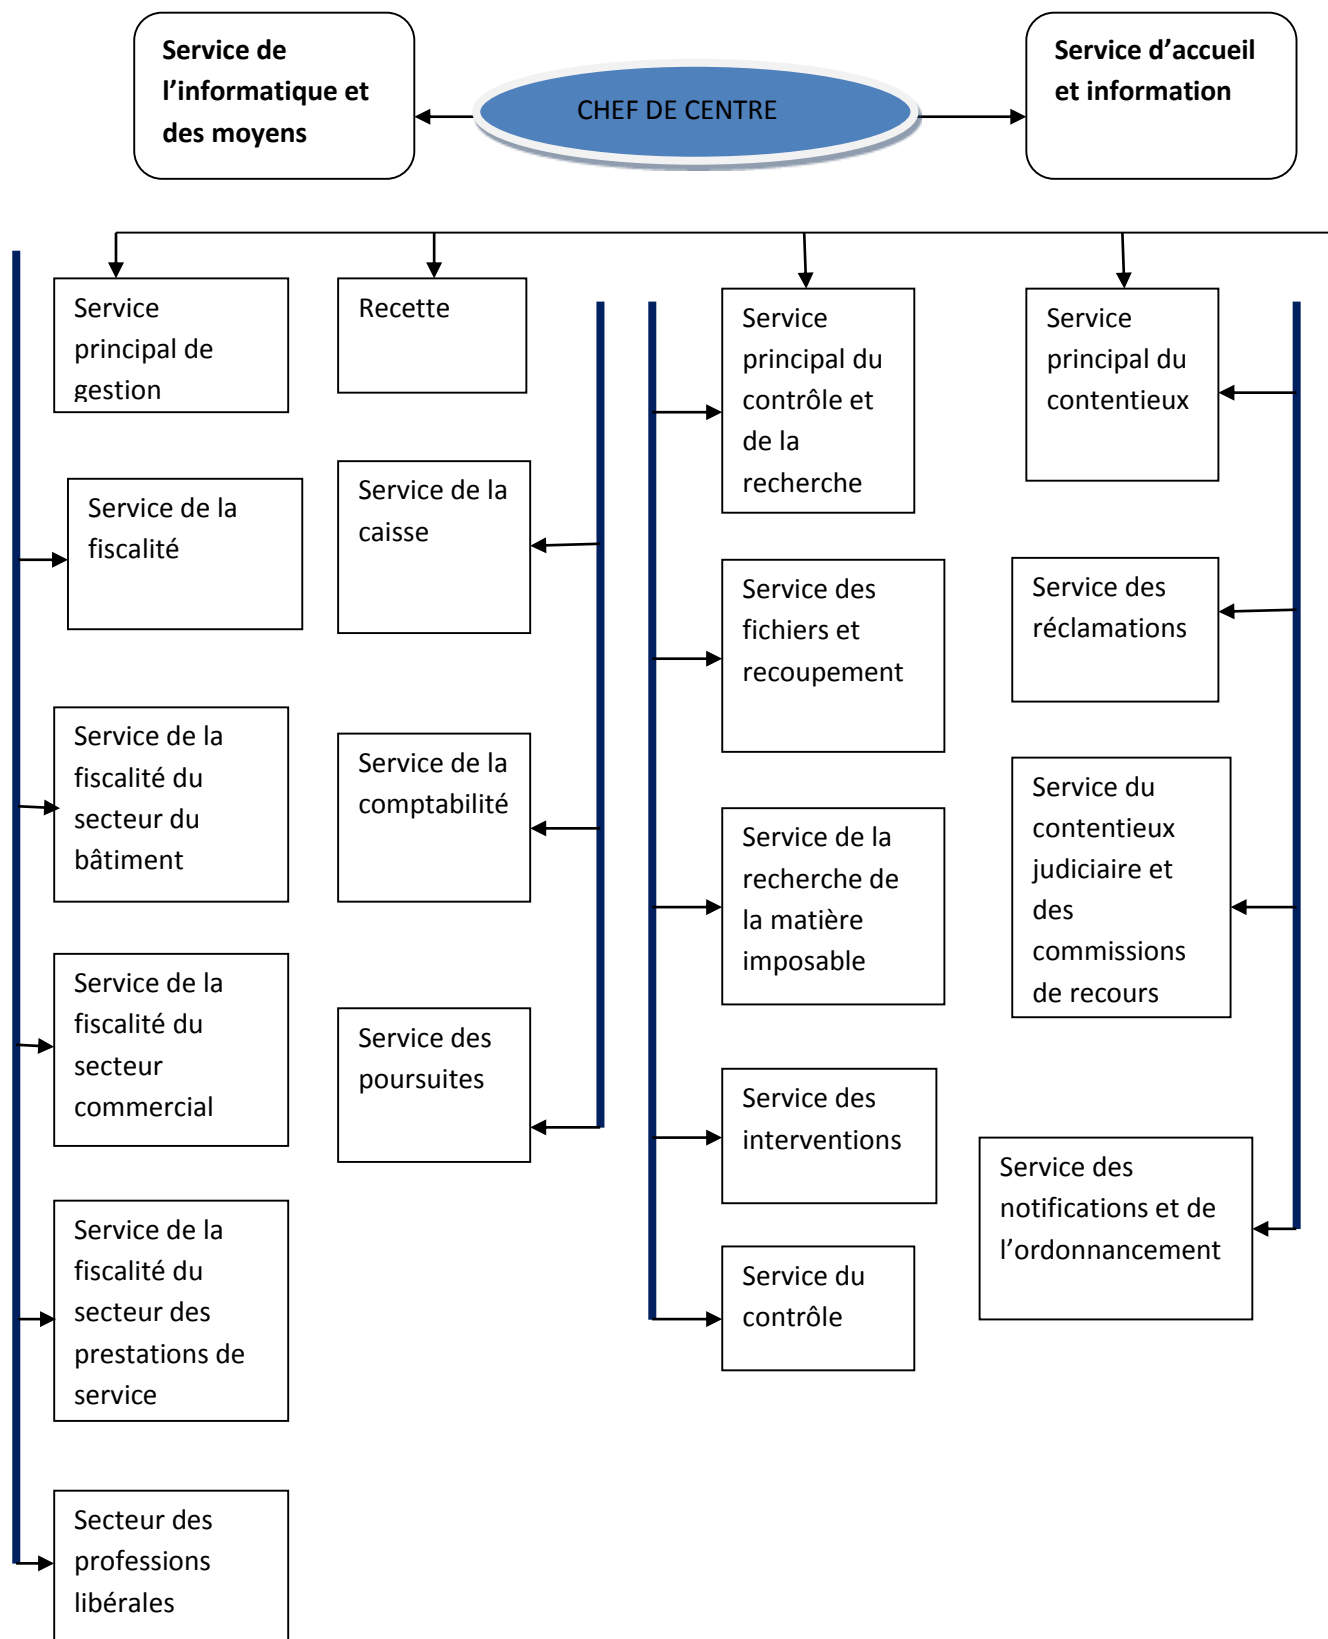 Service de
l’informatique et
des moyens
CHEF DE CENTRE
Service d’accueil
et information
Service
principal de
gestion
Service de la
fiscalité
Service de la
fiscalité du
secteur du
bâtiment
Service de la
fiscalité du
secteur
commercial
Service de la
fiscalité du
secteur des
prestations de
service
Secteur des
professions
libérales
Recette
Service de la
caisse
Service de la
comptabilité
Service des
poursuites
Service
principal du
contrôle et
de la
recherche
Service des
fichiers et
recoupement
Service de la
recherche de
la matière
imposable
Service des
interventions
Service du
contrôle
Service
principal du
contentieux
Service des
réclamations
Service du
contentieux
judiciaire et
des
commissions
de recours
Service des
notifications et de
l’ordonnancement